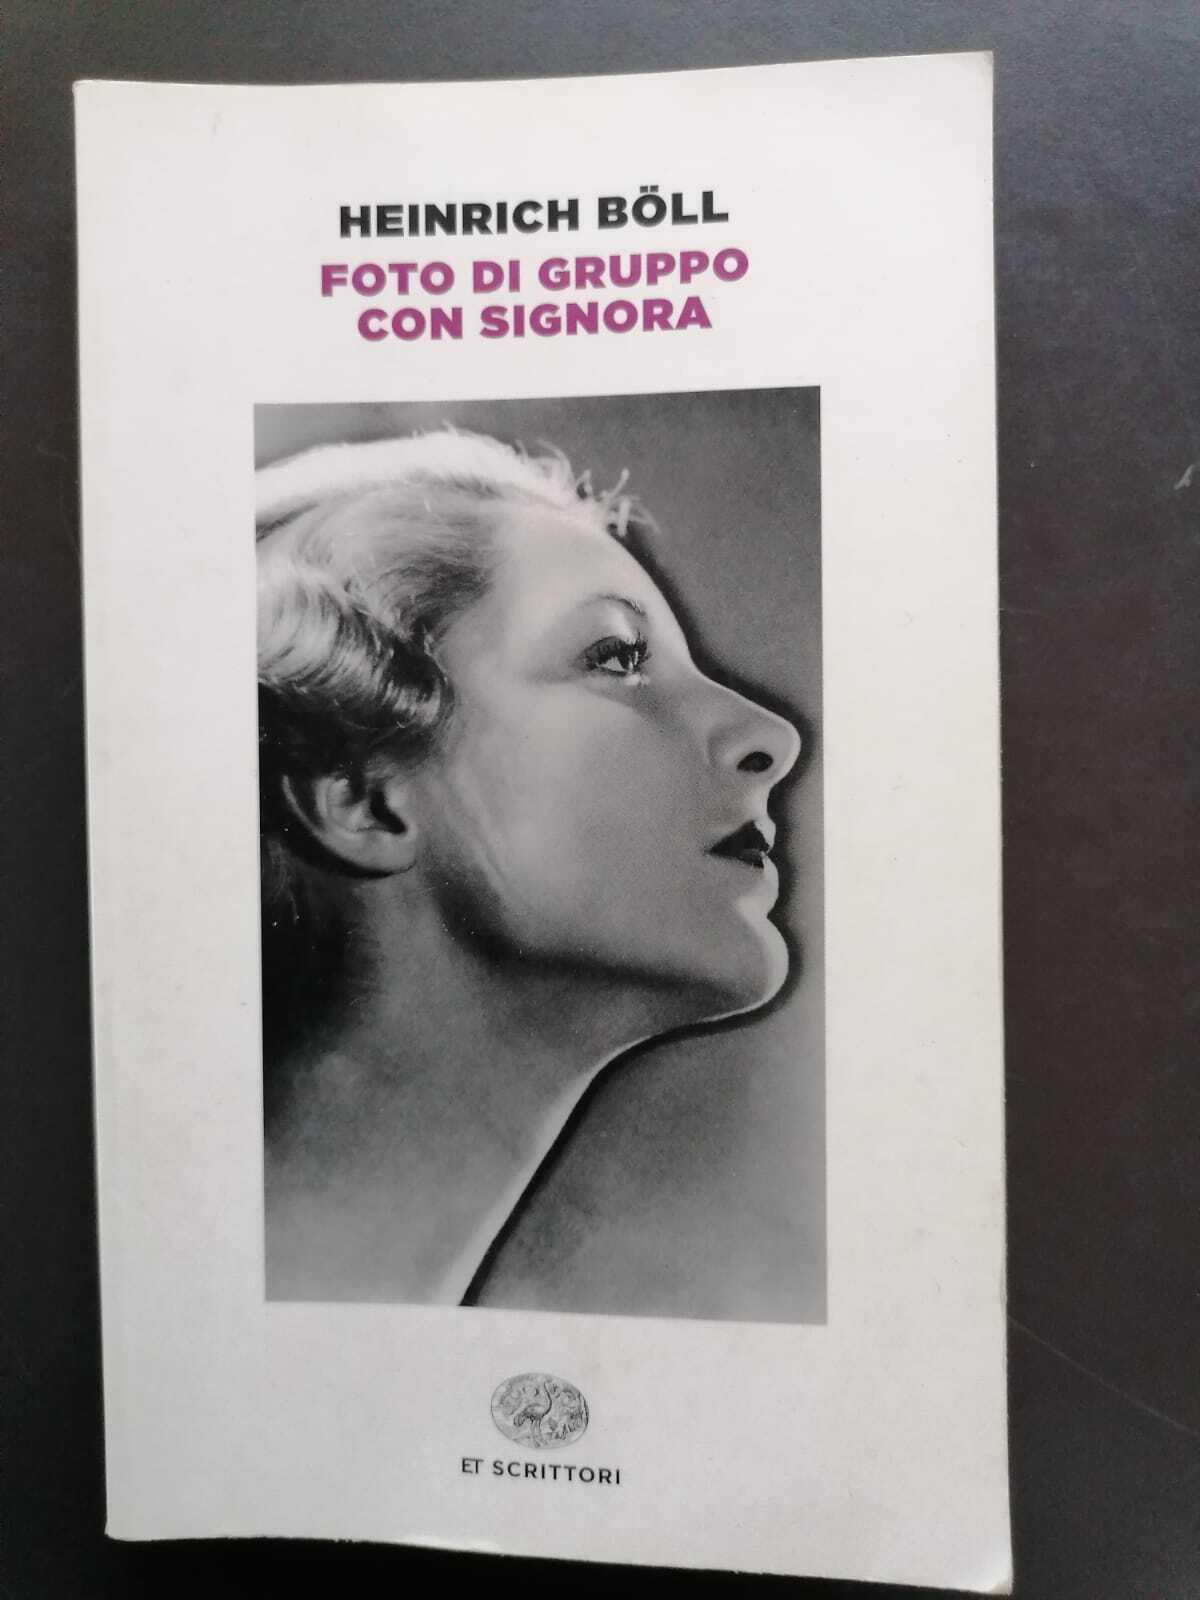 HEINRICH BÖLL
FOTO DI GRUPPO
CON SIGNORA
ET SCRITTORI